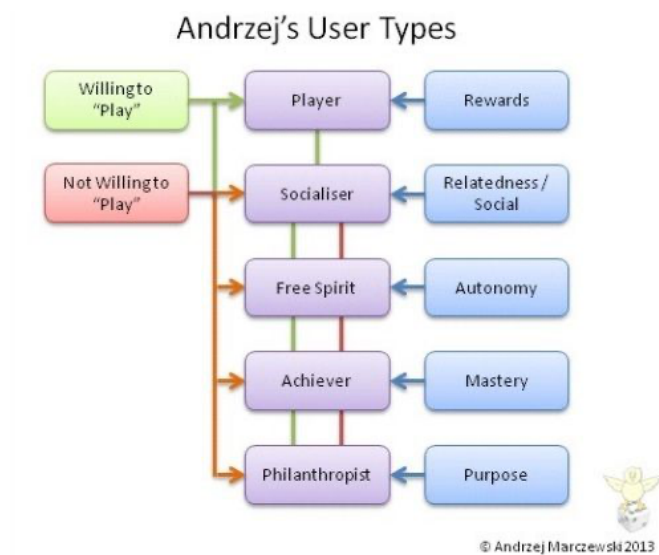 Andrzej's User Types
Willing to
"Play"
Player
Rewards
Not Willing to
"Play"
Socialiser
Relatedness /
Social
Free Spirit
Autonomy
Achiever
Mastery
Philanthropist
Purpose
© Andrzej Marczewski 2013